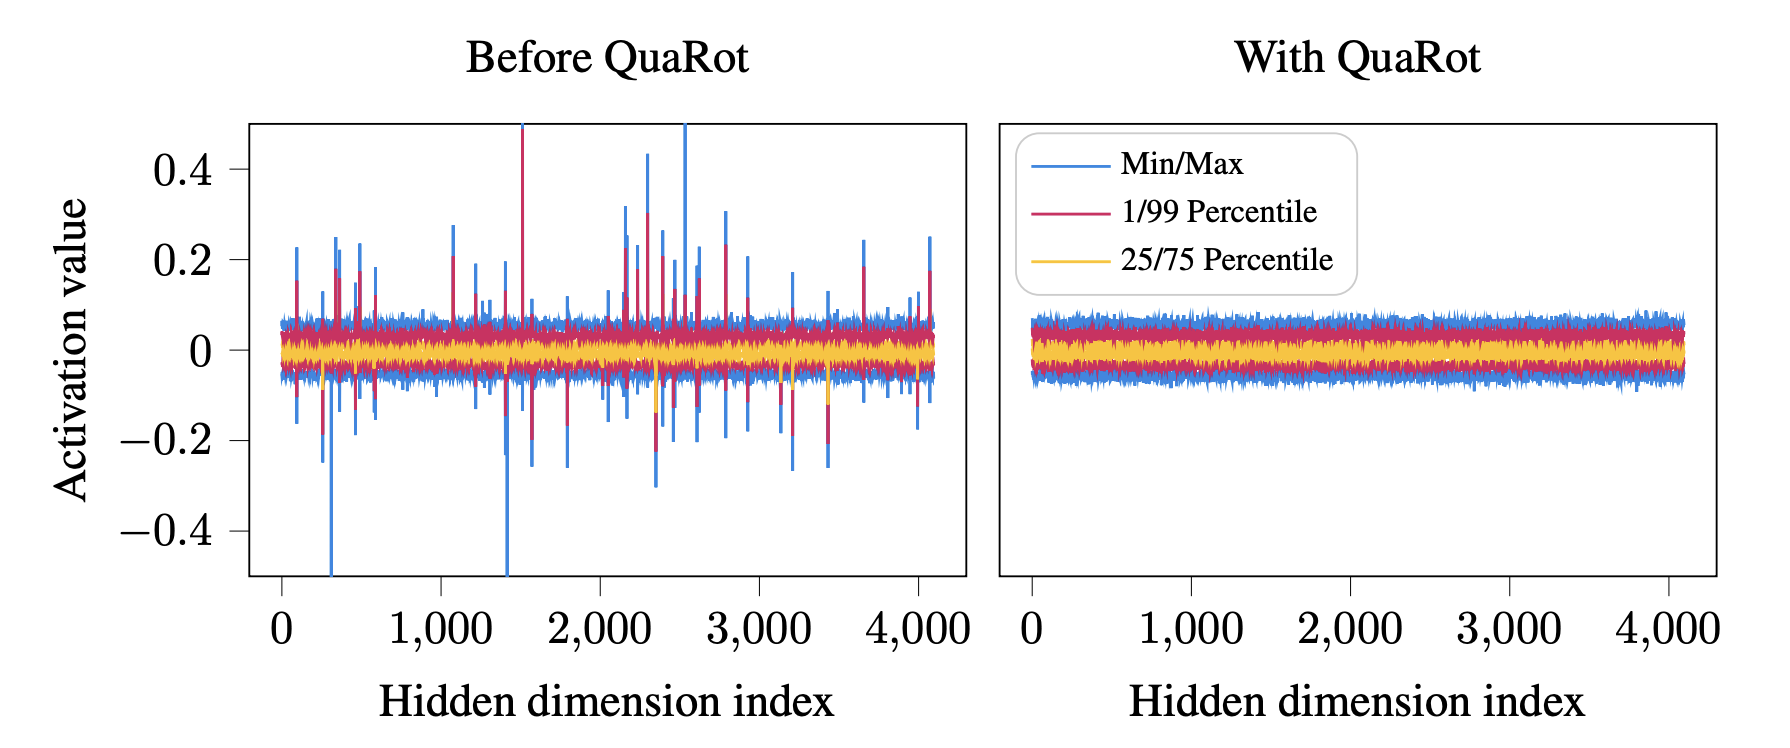 Before QuaRot
With QuaRot
Activation value
0.4
0.2
0
−0.2
−0.4
0
1,000
2,000
3,000
4,000
Hidden dimension index
Min/Max
1/99 Percentile
25/75 Percentile
0
1,000
2,000
3,000
4,000
Hidden dimension index